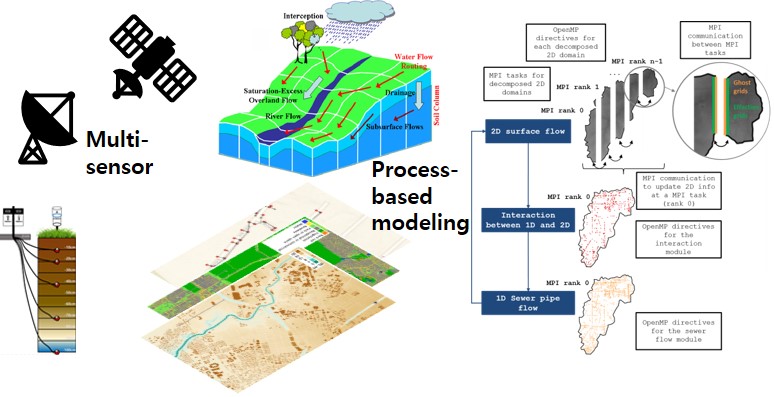 Multi-
sensor
Interception
Water Flow
Routing
Saturation-Excess
Overland Flow
Drainage
Soil Column
River Flow
Subsurface Flows
Process-
based
modeling
OpenMP
directives for
each decomposed
2D domain
MPI
communication
between MPI
tasks
MPI tasks for
decomposed 2D
domains
MPI rank n-1
...
MPI rank 1
MPI rank 0
Ghost
grids
2D surface flow
MPI communication
to update 2D info
at a MPI task
(rank 0)
MPI rank 0
Interaction
between 1D and 2D
OpenMP
directives for
the interaction
module
MPI rank 0
1D Sewer pipe
flow
OpenMP directives
for the sewer
flow module